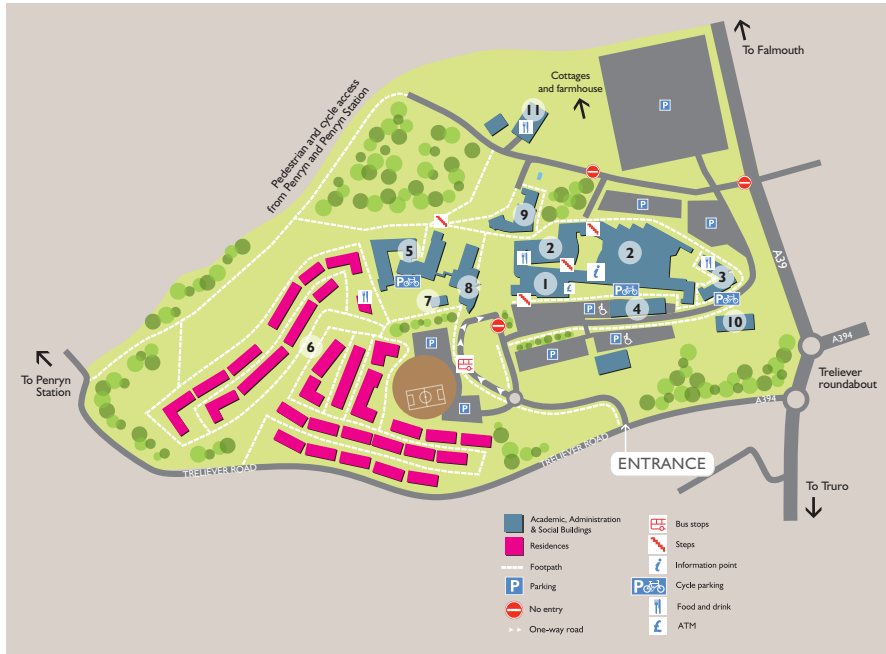 To Falmouth
Cottages
and farmhouse
Pedestrian and cycle access
from Penryn and Penryn Station
11
P
P
P
9
5
2
2
i
3
1
£
P
7
8
P
P
4
P
10
6
P
P
P
P
A39
A394
To Penryn
Station
Treliever
roundabout
A394
TRELIEVER ROAD
TRELIEVER ROAD
ENTRANCE
To Truro
Academic, Administration
& Social Buildings
Residences
Footpath
P Parking
No entry
One-way road
Bus stops
Steps
i Information point
P Cycle parking
Food and drink
£ ATM